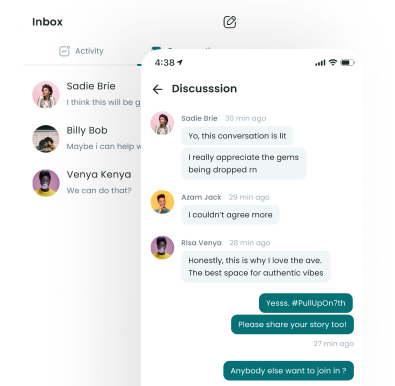 Inbox
Activity
Sadie Brie
I think this will be g
Billy Bob
Maybe i can help w
Venya Kenya
We can do that?
4:38
Discusssion
Sadie Brie 30 min ago
Yo, this conversation is lit
I really appreciate the gems
being dropped rn
Azam Jack 29 min ago
I couldn't agree more
Risa Venya 28 min ago
Honestly, this is why I love the ave.
The best space for authentic vibes
Yesss. #PullUpOn7th
Please share your story too!
27 min ago
Anybody else want to join in ?